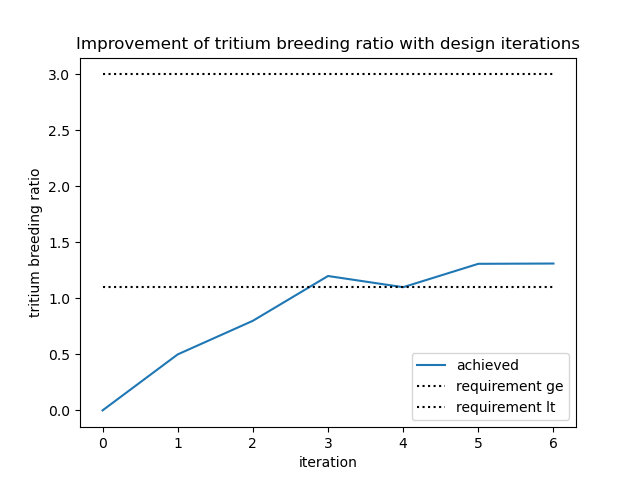 Improvement of tritium breeding ratio with design iterations
tritium breeding ratio
3.0
2.5
2.0
1.5
1.0
0.5
0.0
achieved
requirement ge
requirement lt
0 1 2 3 4 5 6
iteration